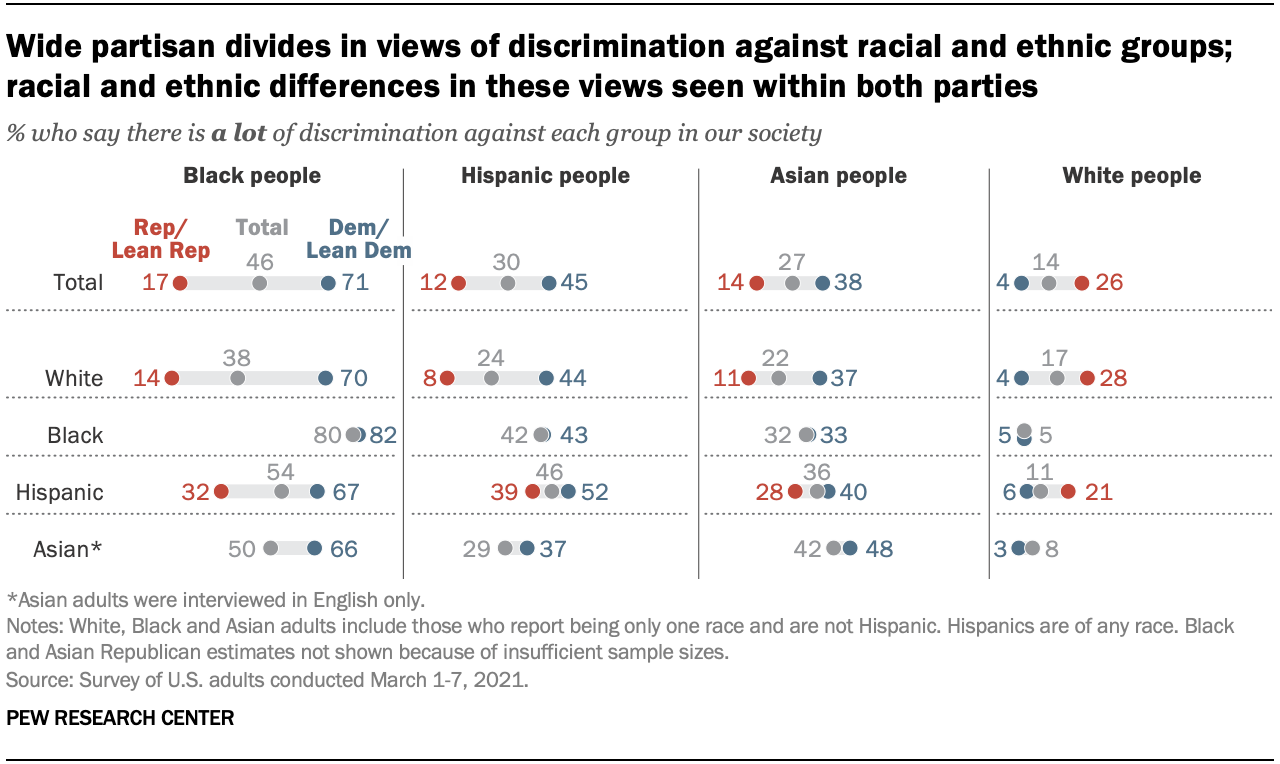 Wide partisan divides in views of discrimination against racial and ethnic groups;
racial and ethnic differences in these views seen within both parties
% who say there is a lot of discrimination against each group in our society
Black people Hispanic people Asian people White people
Rep/ Total Dem/
Lean Rep Lean Dem
46 30 27 14
Total 17 71 12 45 14 38 4 26
38 24 22 17
White 14 70 8 44 11 37 4 28
Black 80 82 42 43 32 33 5 5
54 46 36 11
Hispanic 32 67 39 52 28 40 6 21
Asian* 50 66 29 37 42 48 3 8
*Asian adults were interviewed in English only.
Notes: White, Black and Asian adults include those who report being only one race and are not Hispanic. Hispanics are of any race. Black
and Asian Republican estimates not shown because of insufficient sample sizes.
Source: Survey of U.S. adults conducted March 1-7, 2021.
PEW RESEARCH CENTER